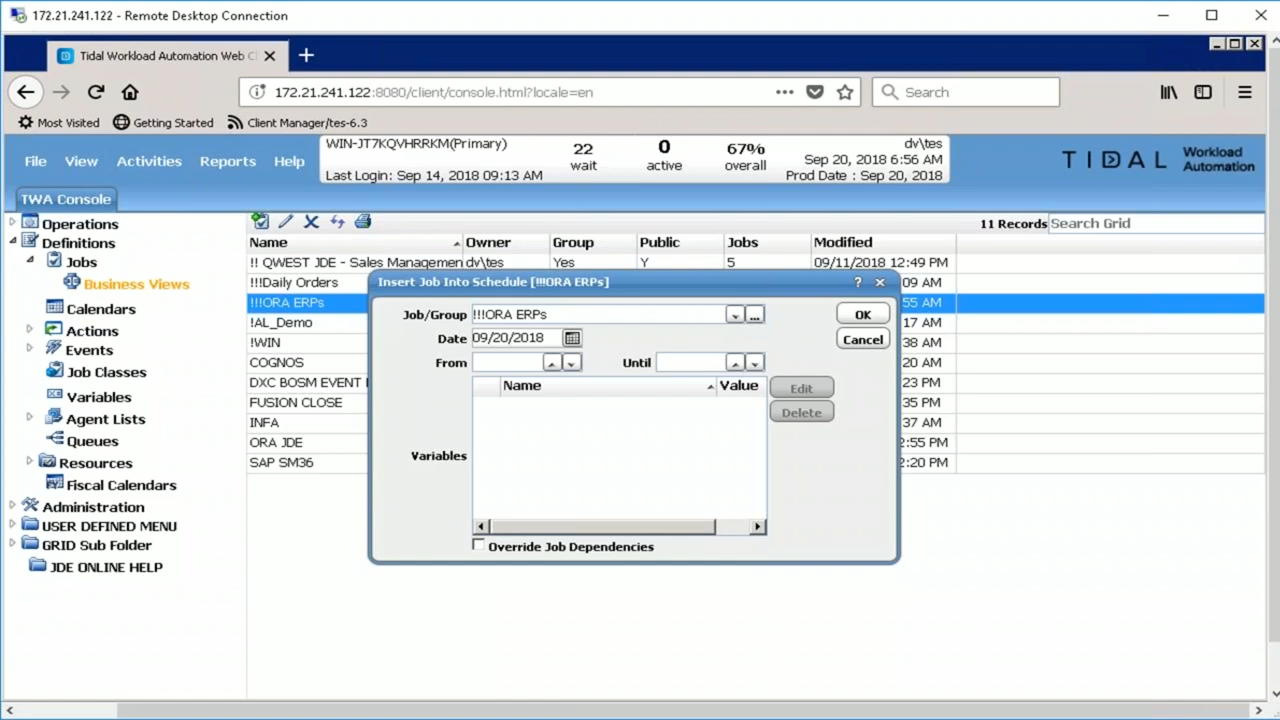 172.21.241.122 - Remote Desktop Connection
Tidal Workload Automation Web C
172.21.241.122:8080/client/console.html?locale=en
Search
Most Visited
Getting Started
Client Manager/tes-6.3
File
View
Activities
Reports
Help
WIN-JT7KQVHRRKM(Primary)
Last Login: Sep 14, 2018 09:13 AM
22
wait
0
active
67%
overall
dv\tes
Sep 20, 2018 6:56 AM
Prod Date : Sep 20, 2018
TIDAL Workload
Automation
TWA Console
Operations
Definitions
Jobs
Business Views
Calendars
Actions
Events
Job Classes
Variables
Agent Lists
Queues
Resources
Fiscal Calendars
Administration
USER DEFINED MENU
GRID Sub Folder
JDE ONLINE HELP
11 Records
Search Grid
Name Owner Group Public Jobs Modified
!! QWEST JDE - Sales Managemen dv\tes Yes Y 5 09/11/2018 12:49 PM
!!!Daily Orders 09 AM
!!!ORA ERPs 55 AM
!AL_Demo 17 AM
!WIN 38 AM
COGNOS 20 AM
DXC BOSM EVENT 23 PM
FUSION CLOSE 35 PM
INFA 37 AM
ORA JDE 2:55 PM
SAP SM36 2:20 PM
Insert Job Into Schedule [!!!ORA ERPs]
?
Job/Group !!!ORA ERPs
...
OK
Date 09/20/2018
Cancel
From
Until
Name Value
Edit
Delete
Variables
Override Job Dependencies